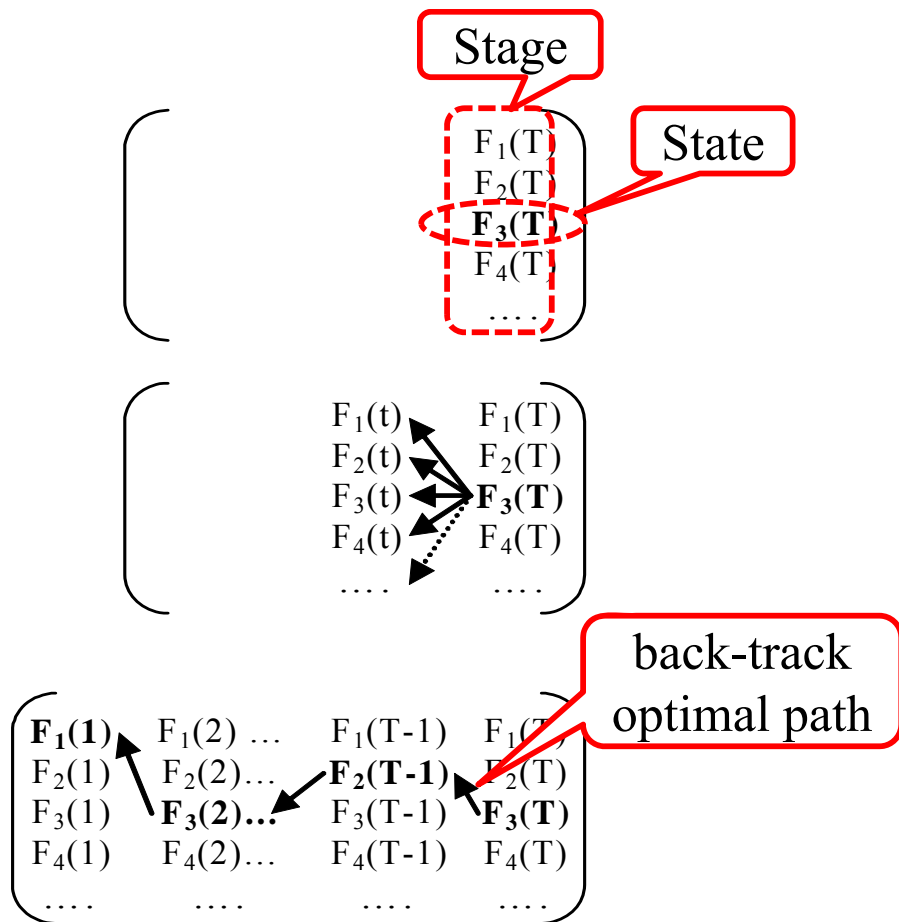 Stage
F₁(T)
State
F₂(T)
F₃(T)
F₄(T)
....
F₁(t) F₁(T)
F₂(t) F₂(T)
F₃(t) F₃(T)
F₄(t) F₄(T)
.... ....
back-track
optimal path
F₁(1) F₁(2) ... F₁(T-1) F₁(T)
F₂(1) F₂(2)... F₂(T-1) F₂(T)
F₃(1) F₃(2)... F₃(T-1) F₃(T)
F₄(1) F₄(2)... F₄(T-1) F₄(T)
.... .... .... ....